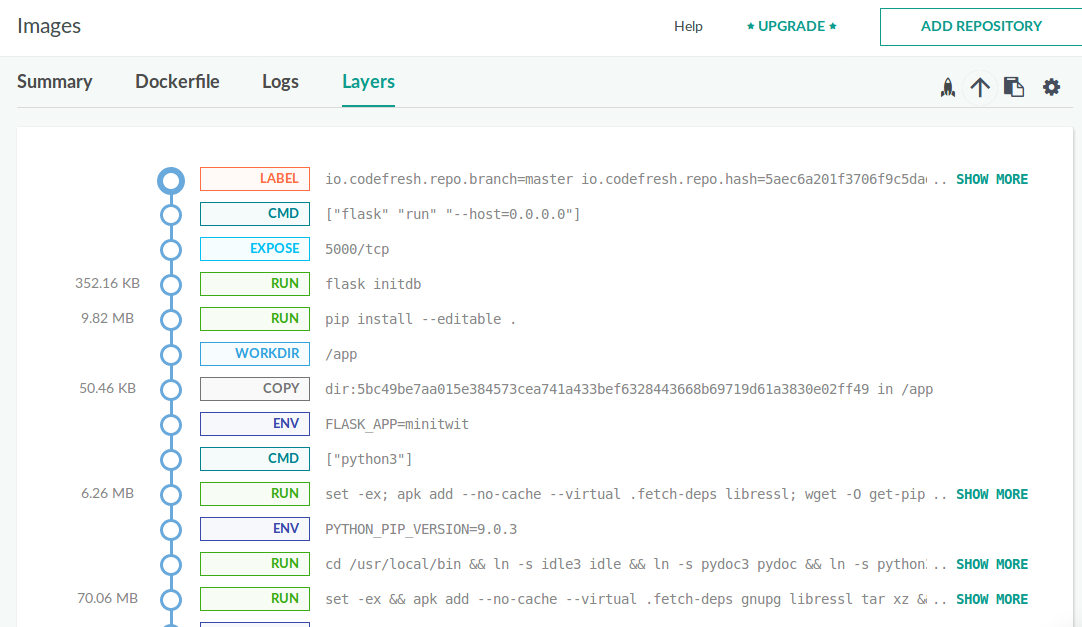 Images
Help
★ UPGRADE ★
ADD REPOSITORY
Summary Dockerfile Logs Layers
LABEL io.codefresh.repo.branch=master io.codefresh.repo.hash=5aec6a201f3706f9c5da .. SHOW MORE
CMD ["flask" "run" "--host=0.0.0.0"]
EXPOSE 5000/tcp
352.16 KB RUN flask initdb
9.82 MB RUN pip install --editable .
WORKDIR /app
50.46 KB COPY dir:5bc49be7aa015e384573cea741a433bef6328443668b69719d61a3830e02ff49 in /app
ENV FLASK_APP=minitwit
CMD ["python3"]
6.26 MB RUN set -ex; apk add --no-cache --virtual .fetch-deps libressl; wget -O get-pip .. SHOW MORE
ENV PYTHON_PIP_VERSION=9.0.3
RUN cd /usr/local/bin && ln -s idle3 idle && ln -s pydoc3 pydoc && ln -s python .. SHOW MORE
70.06 MB RUN set -ex && apk add --no-cache --virtual .fetch-deps gnupg libressl tar xz & .. SHOW MORE